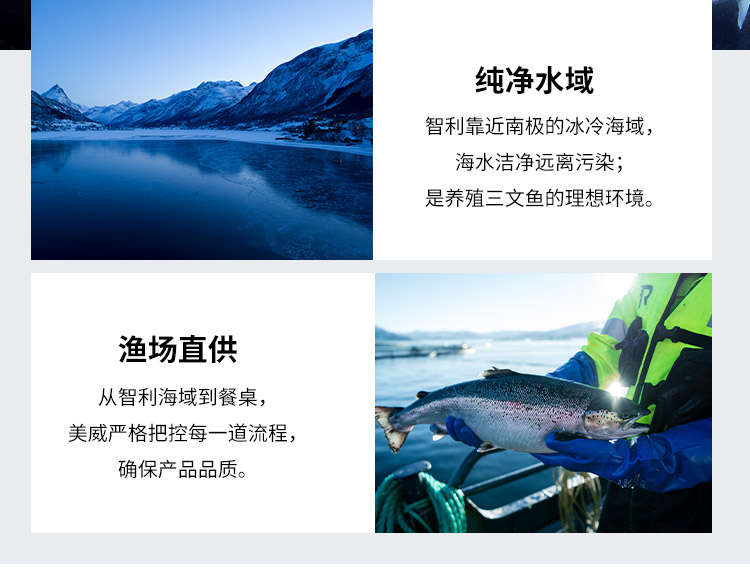 纯净水域
智利靠近南极的冰冷海域，
海水洁净远离污染；
是养殖三文鱼的理想环境。
渔场直供
从智利海域到餐桌，
美威严格把控每一道流程，
确保产品品质。